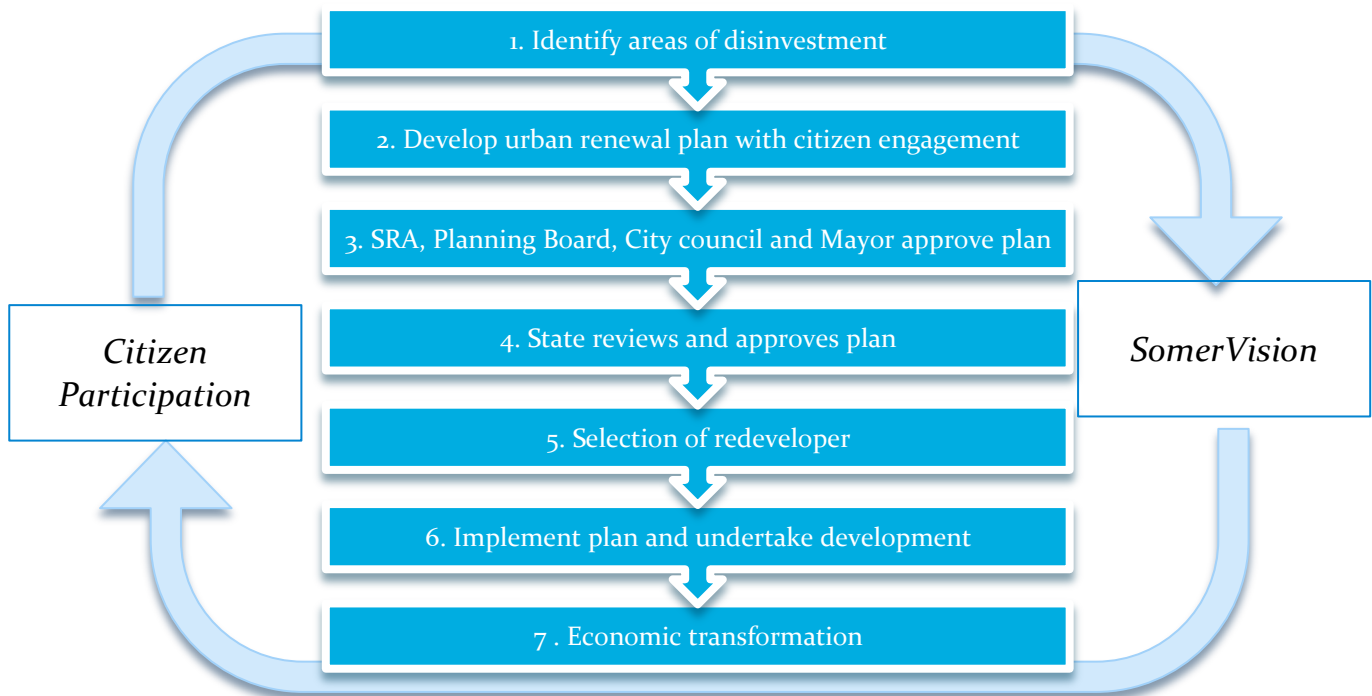 1. Identify areas of disinvestment
2. Develop urban renewal plan with citizen engagement
3. SRA, Planning Board, City council and Mayor approve plan
Citizen
Participation
SomerVision
4. State reviews and approves plan
5. Selection of redeveloper
6. Implement plan and undertake development
7 . Economic transformation